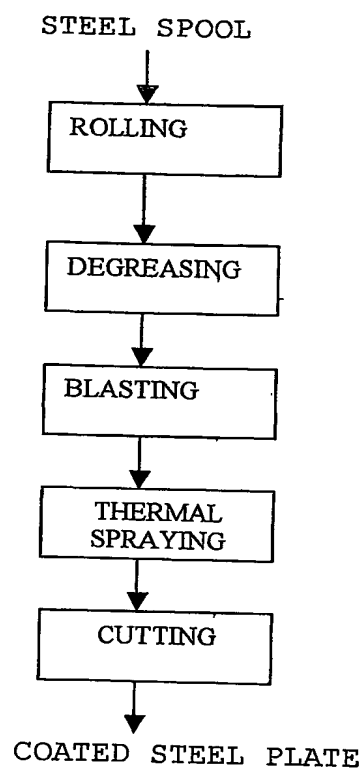 STEEL SPOOL
ROLLING
DEGREASING
BLASTING
THERMAL
SPRAYING
CUTTING
COATED STEEL PLATE